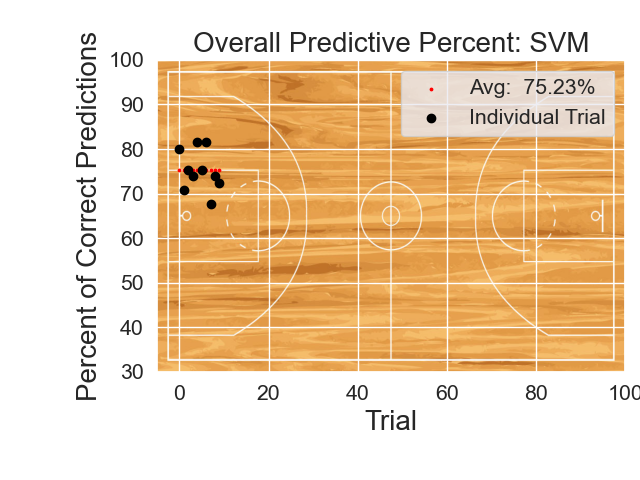 Overall Predictive Percent: SVM
Avg:  75.23%
Individual Trial
Percent of Correct Predictions
100
90
80
70
60
50
40
30
0 20 40 60 80 100
Trial